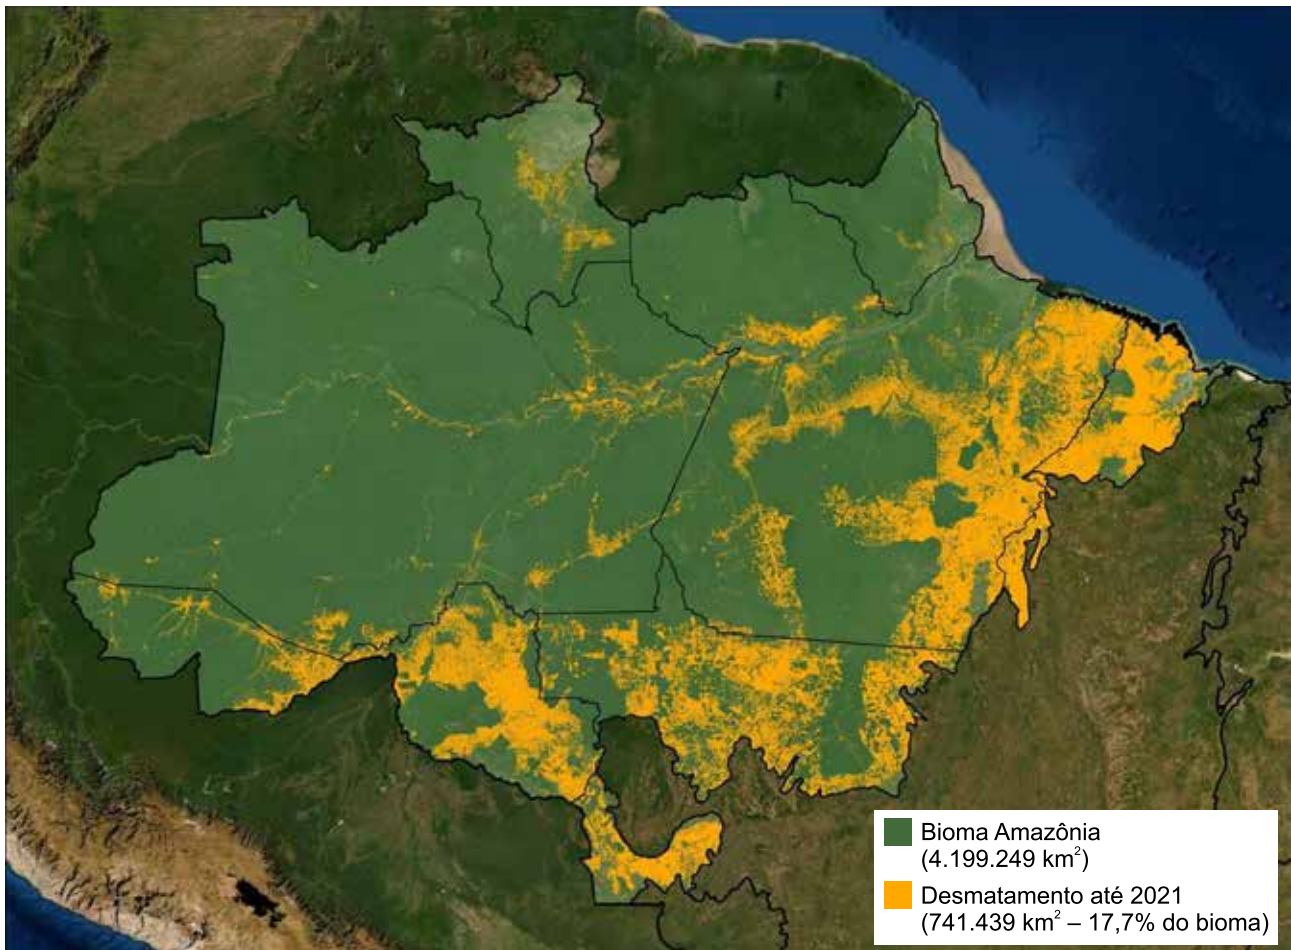 Bioma Amazônia
(4.199.249 km²)
Desmatamento até 2021
(741.439 km² – 17,7% do bioma)